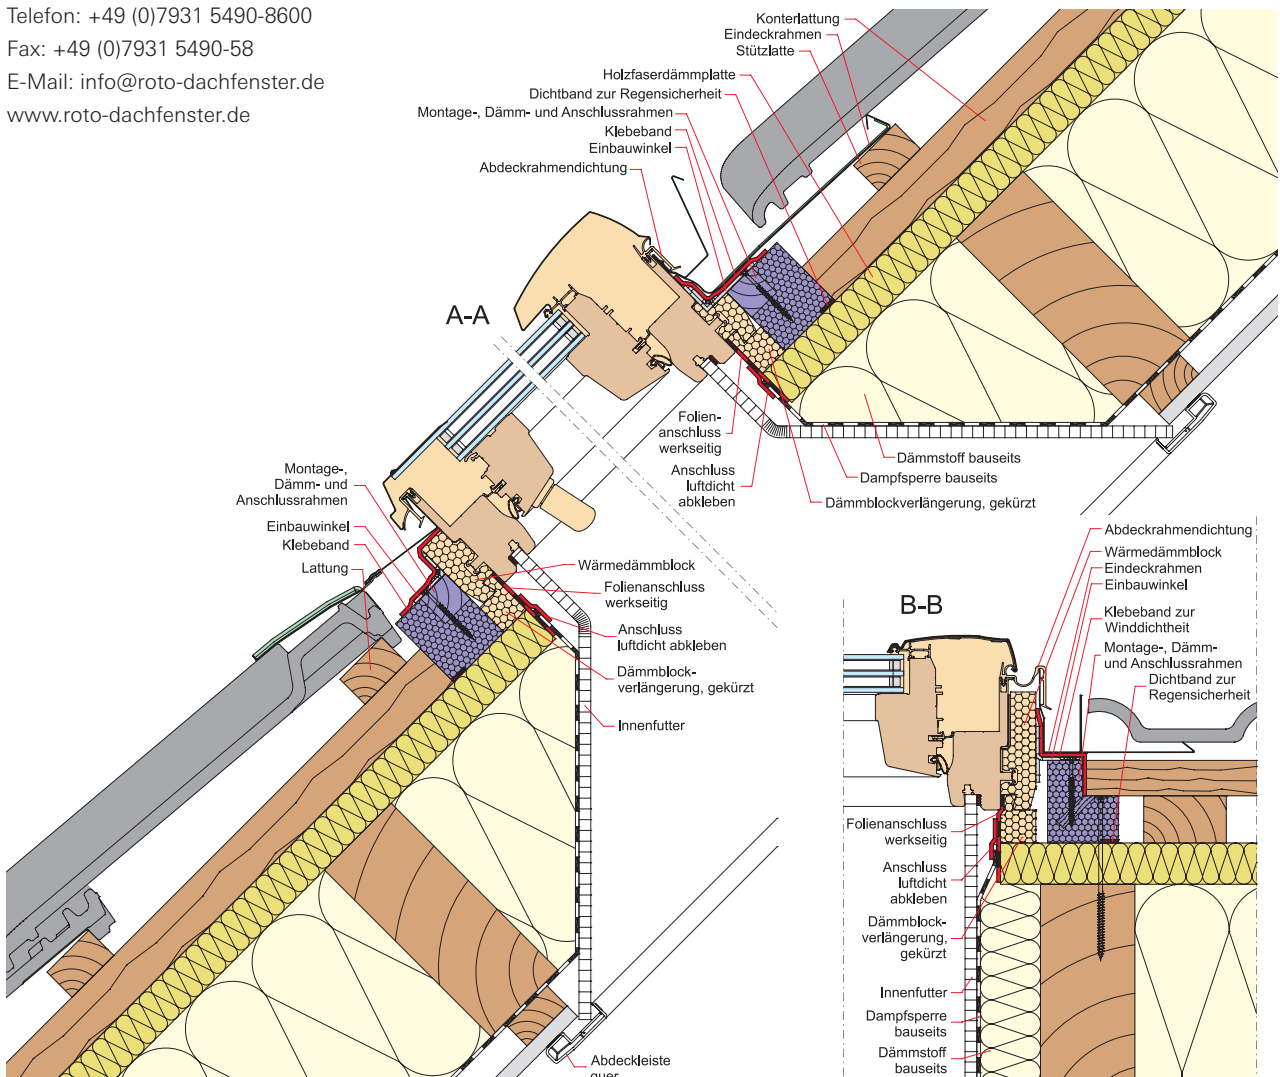 Telefon: +49 (0)7931 5490-8600
Fax: +49 (0)7931 5490-58
E-Mail: info@roto-dachfenster.de
www.roto-dachfenster.de
Konterlattung
Eindeckrahmen
Stützlatte
Holzfaserdämmplatte
Dichtband zur Regensicherheit
Montage-, Dämm- und Anschlussrahmen
Klebeband
Einbauwinkel
Abdeckrahmendichtung
A-A
Folien-
anschluss
werkseitig
Anschluss
luftdicht
abkleben
Dämmstoff bauseits
Dampfsperre bauseits
Dämmblockverlängerung, gekürzt
Montage-,
Dämm- und
Anschlussrahmen
Einbauwinkel
Klebeband
Lattung
Wärmedämmblock
Folienanschluss
werkseitig
Anschluss
luftdicht abkleben
Dämmblock-
verlängerung, gekürzt
Innenfutter
Abdeckleiste
quer
B-B
Abdeckrahmendichtung
Wärmedämmblock
Eindeckrahmen
Einbauwinkel
Klebeband zur
Winddichtheit
Montage-, Dämm-
und Anschlussrahmen
Dichtband zur
Regensicherheit
Folienanschluss
werkseitig
Anschluss
luftdicht
abkleben
Dämmblock-
verlängerung,
gekürzt
Innenfutter
Dampfsperre
bauseits
Dämmstoff
bauseits